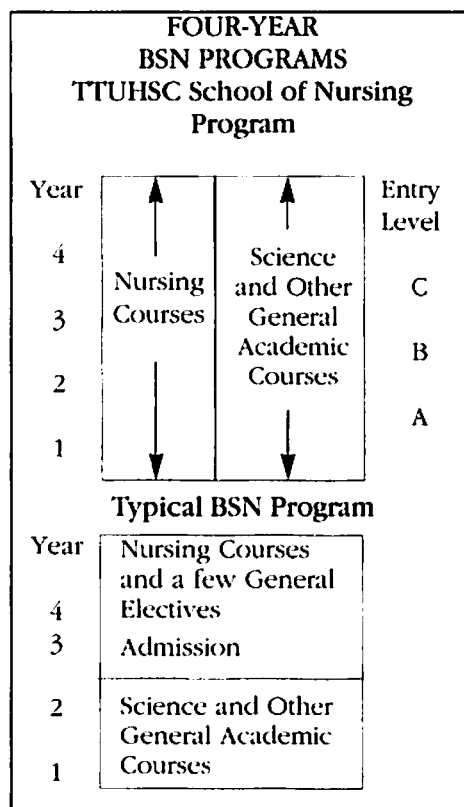 FOUR-YEAR
BSN PROGRAMS
TTUHSC School of Nursing
Program
Year
4
3
2
1
Nursing
Courses
Science
and Other
General
Academic
Courses
Entry
Level
C
B
A
Typical BSN Program
Year
4
3
2
1
Nursing Courses
and a few General
Electives
Admission
Science and Other
General Academic
Courses